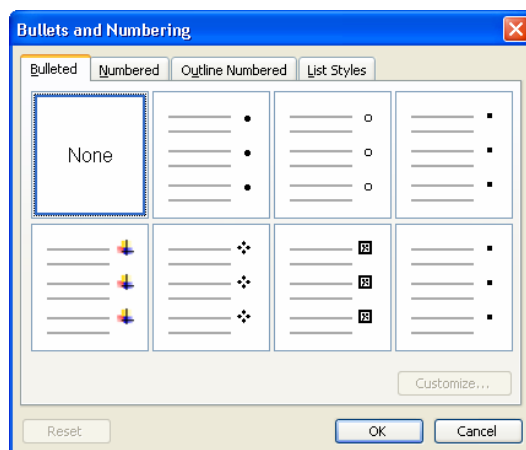 Bullets and Numbering
Bulleted Numbered Outline Numbered List Styles
None
Customize...
Reset OK Cancel